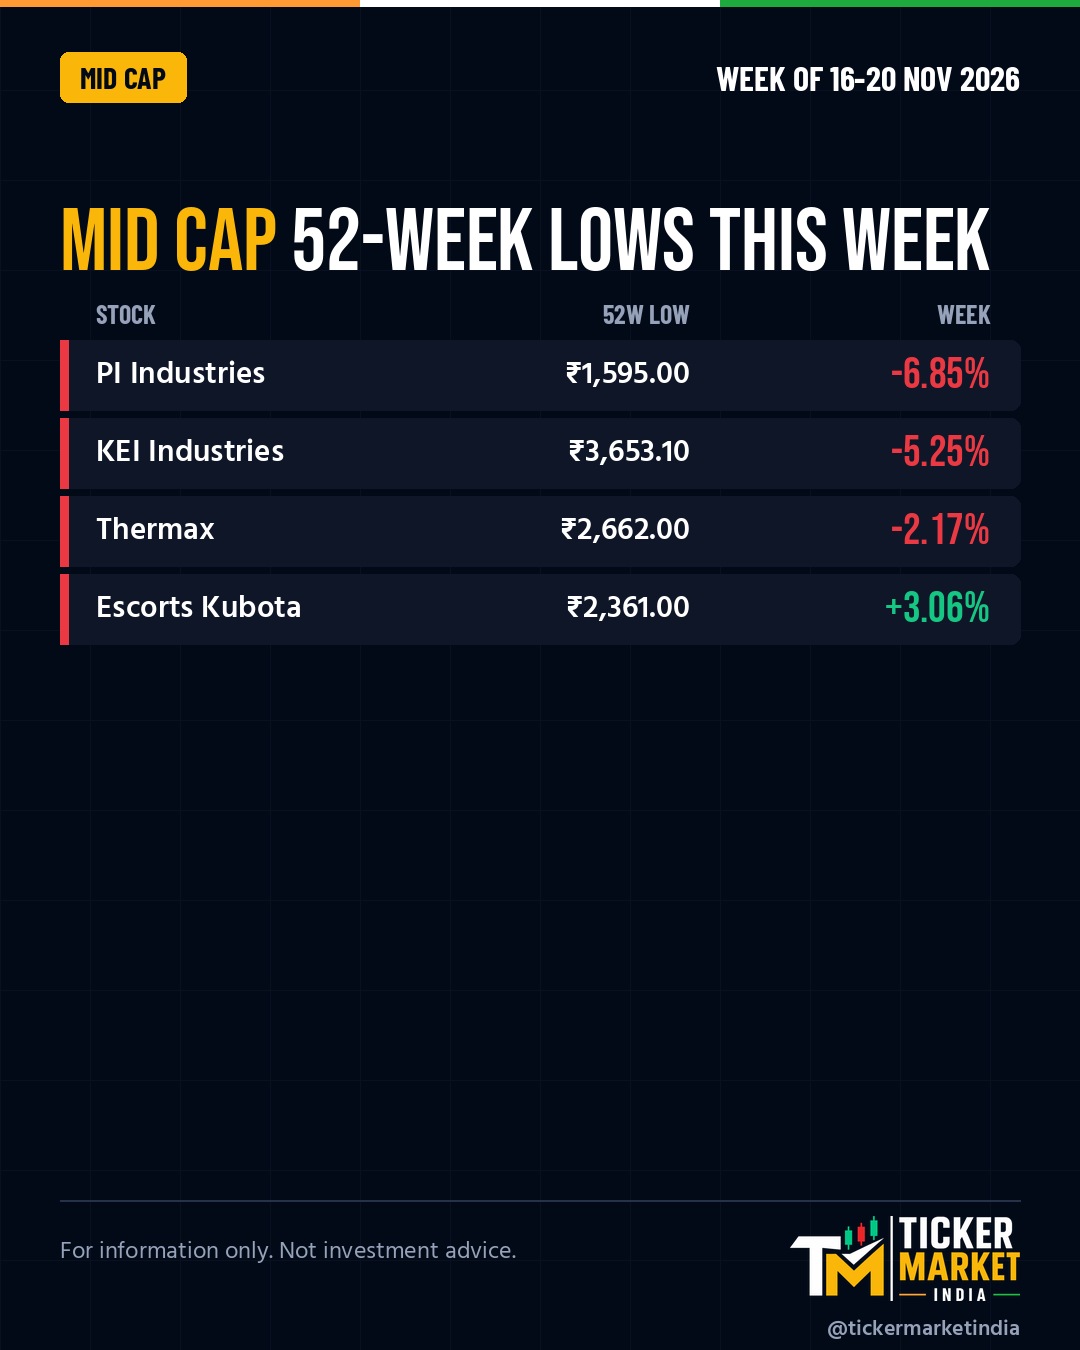 MID CAP
WEEK OF 16-20 NOV 2026
MID CAP 52-WEEK LOWS THIS WEEK
STOCK 52W LOW WEEK
PI Industries ₹1,595.00 -6.85%
KEI Industries ₹3,653.10 -5.25%
Thermax ₹2,662.00 -2.17%
Escorts Kubota ₹2,361.00 +3.06%
For information only. Not investment advice.
TM
TICKER
MARKET
INDIA
@tickermarketindia